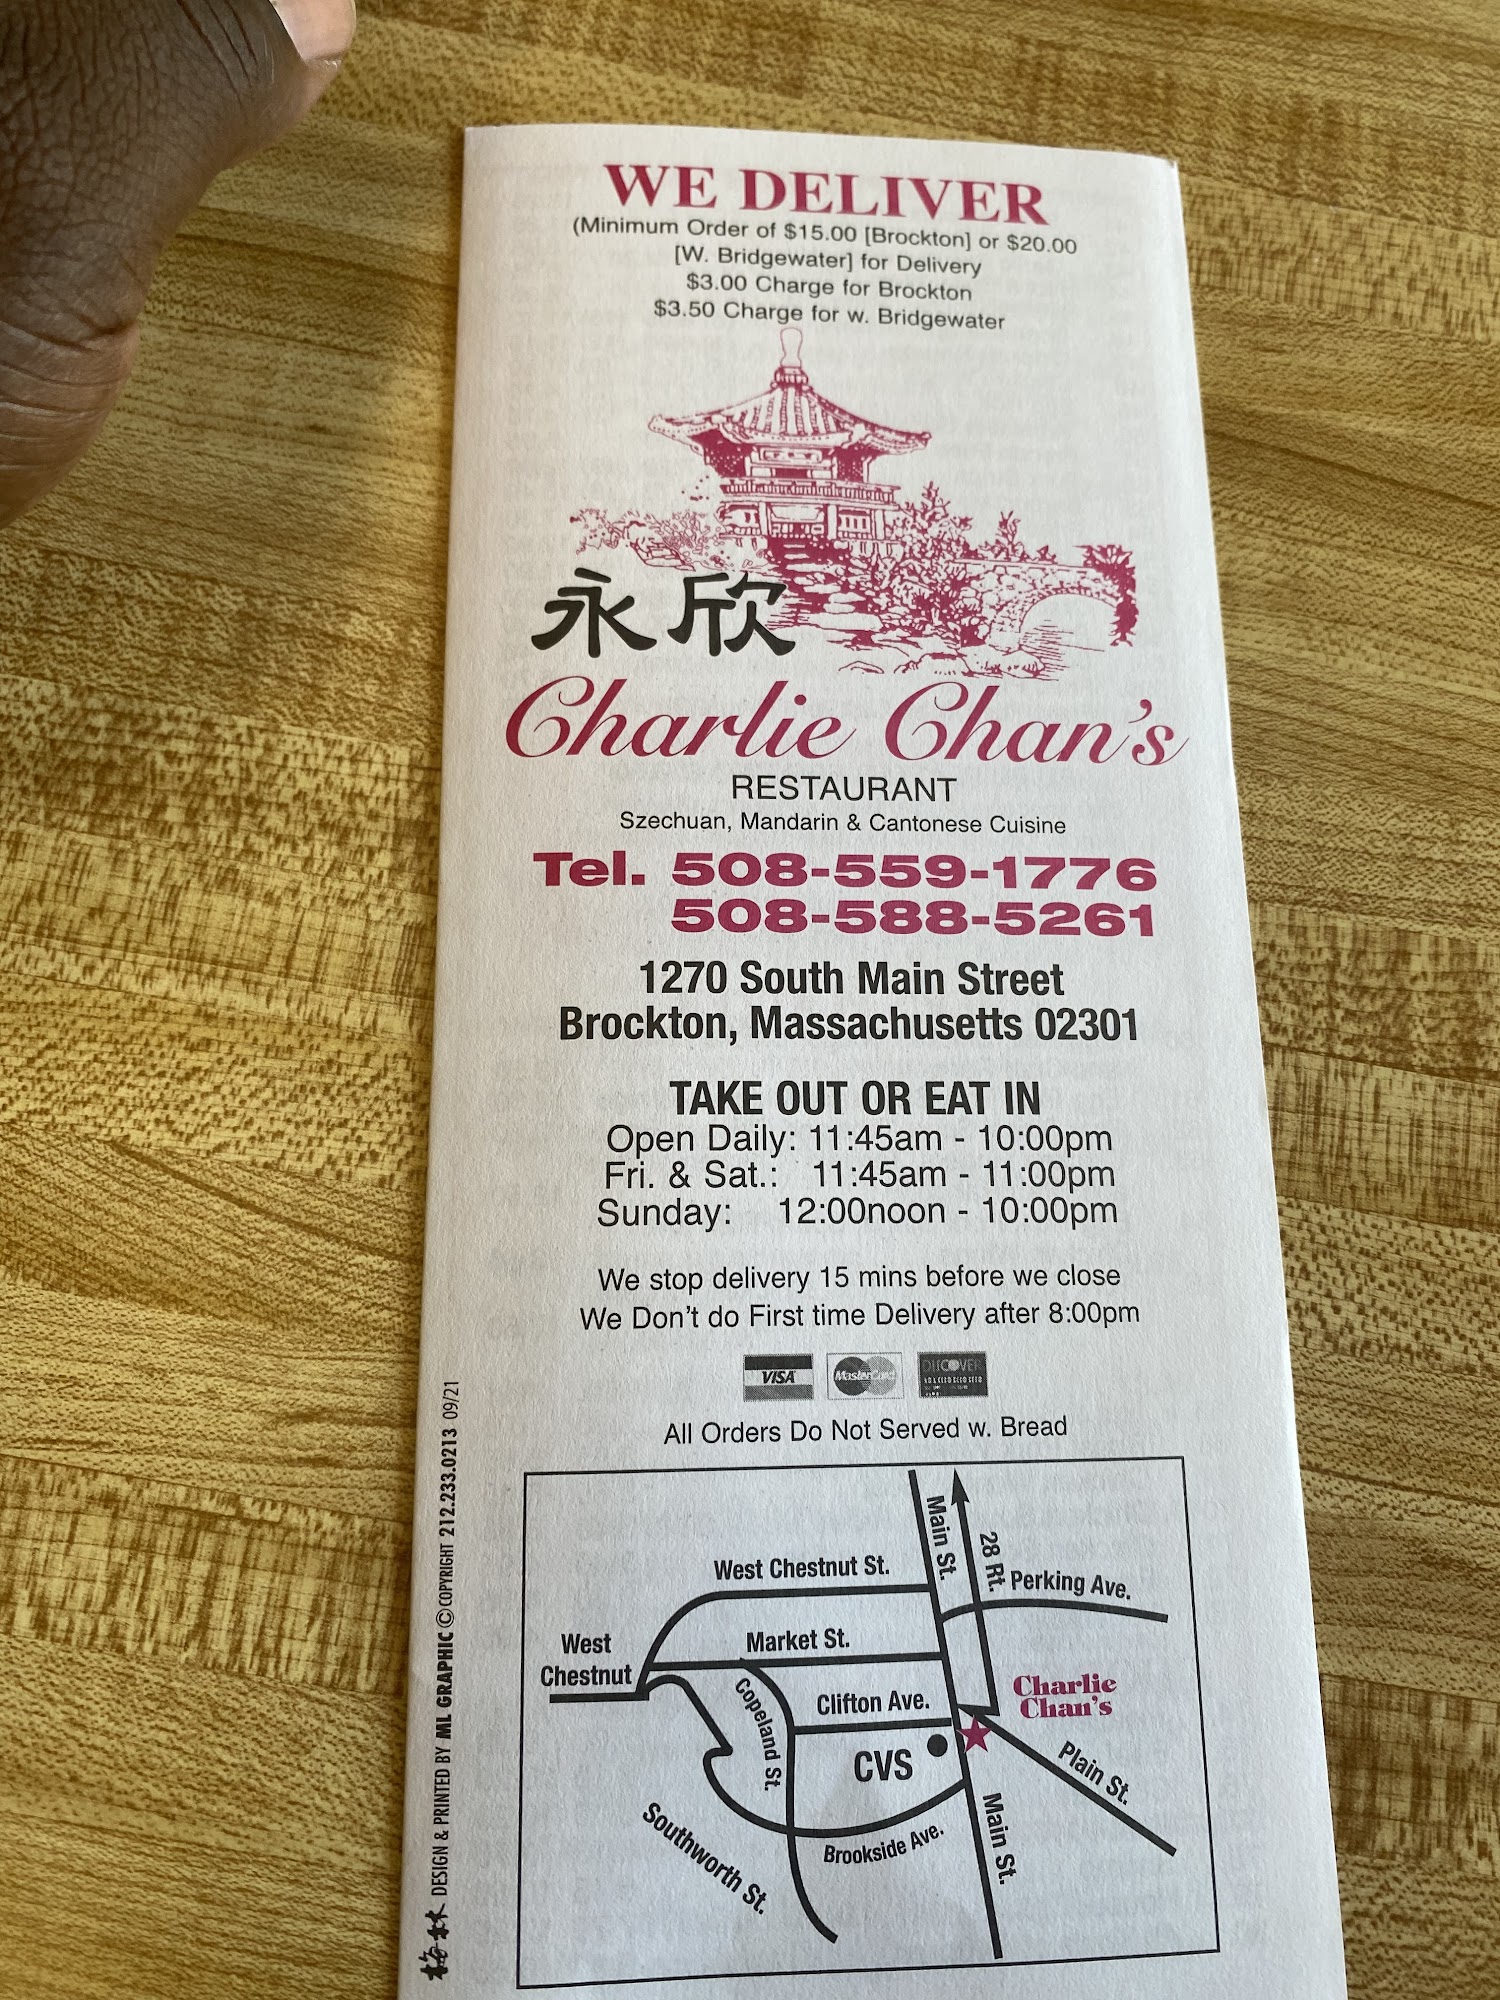 WE DELIVER
(Minimum Order of $15.00 [Brockton] or $20.00
[W. Bridgewater] for Delivery
$3.00 Charge for Brockton
$3.50 Charge for w. Bridgewater
永欣
Charlie Chan's
RESTAURANT
Szechuan, Mandarin & Cantonese Cuisine
Tel. 508-559-1776
508-588-5261
1270 South Main Street
Brockton, Massachusetts 02301
TAKE OUT OR EAT IN
Open Daily: 11:45am - 10:00pm
Fri. & Sat.: 11:45am - 11:00pm
Sunday: 12:00noon - 10:00pm
We stop delivery 15 mins before we close
We Don't do First time Delivery after 8:00pm
VISA MasterCard DISCOVER
All Orders Do Not Served w. Bread
Main St.
28 Rt.
West Chestnut St.
Perking Ave.
West
Chestnut
Market St.
Copeland St.
Clifton Ave.
Charlie
Chan's
CVS
Plain St.
Southworth St.
Brookside Ave.
Main St.
DESIGN & PRINTED BY ML GRAPHIC © COPYRIGHT 212.233.0213 09/21